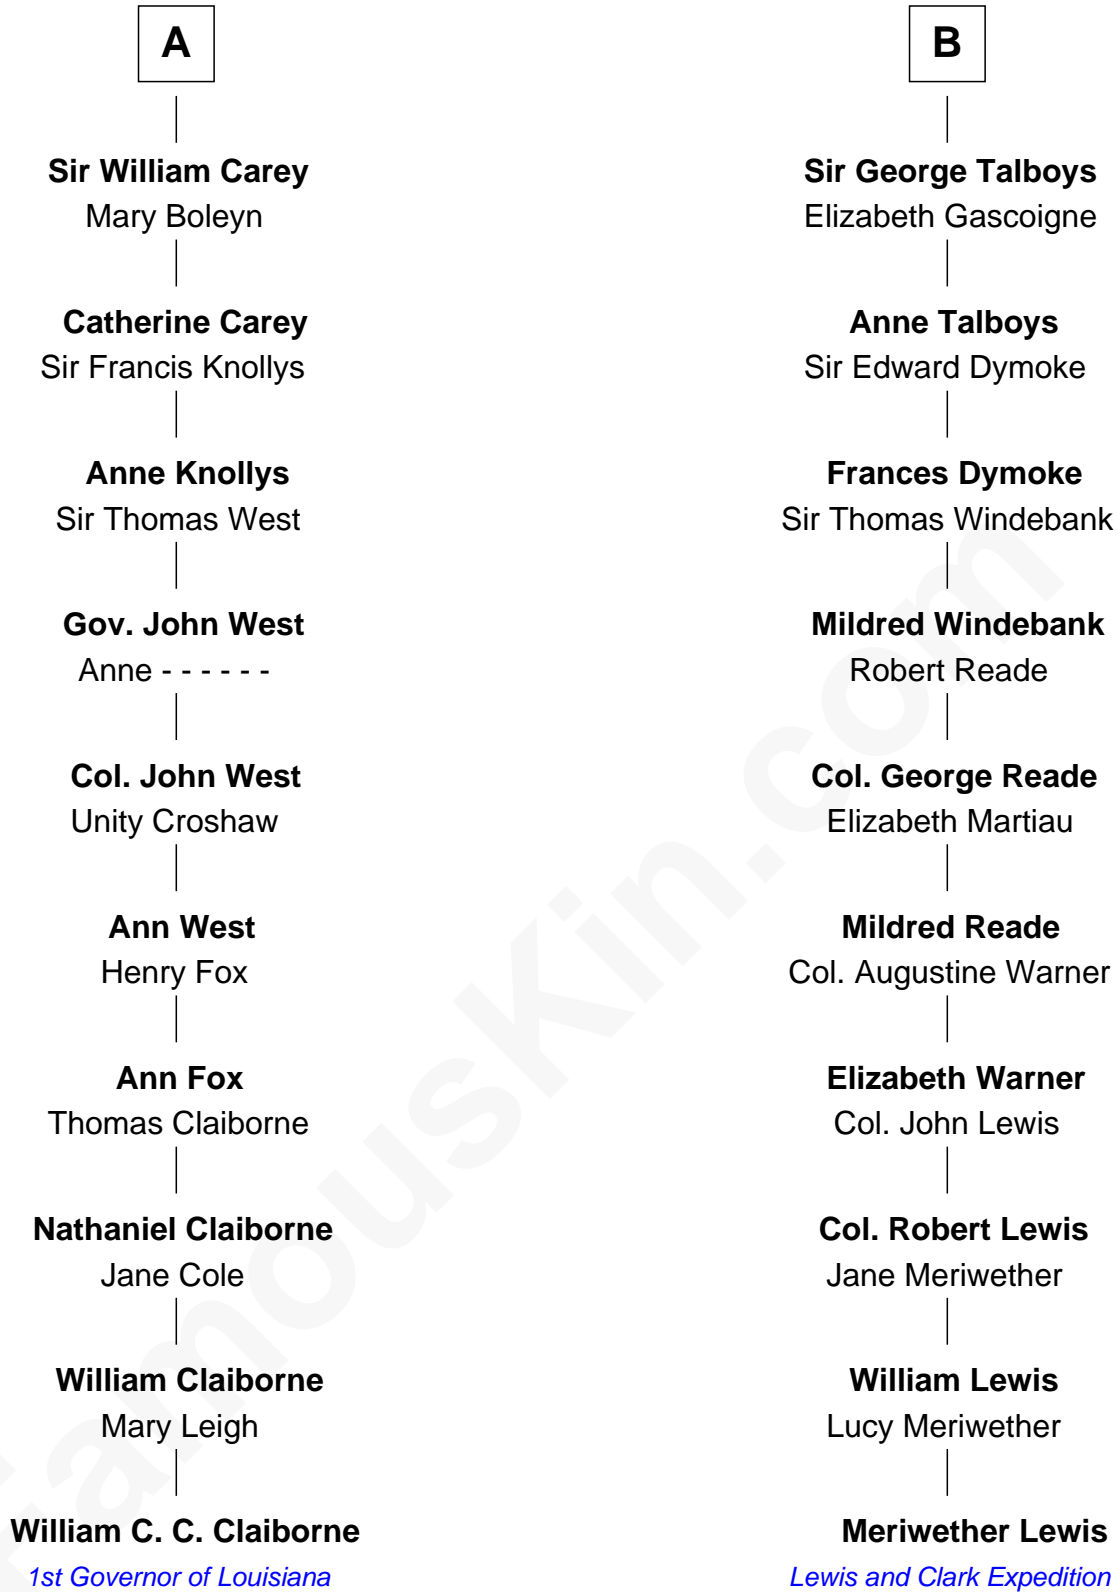 A
Sir William Carey
Mary Boleyn
Catherine Carey
Sir Francis Knollys
Anne Knollys
Sir Thomas West
Gov. John West
Anne - - - - - -
Col. John West
Unity Croshaw
Ann West
Henry Fox
Ann Fox
Thomas Claiborne
Nathaniel Claiborne
Jane Cole
William Claiborne
Mary Leigh
William C. C. Claiborne
1st Governor of Louisiana
B
Sir George Talboys
Elizabeth Gascoigne
Anne Talboys
Sir Edward Dymoke
Frances Dymoke
Sir Thomas Windebank
Mildred Windebank
Robert Reade
Col. George Reade
Elizabeth Martiau
Mildred Reade
Col. Augustine Warner
Elizabeth Warner
Col. John Lewis
Col. Robert Lewis
Jane Meriwether
William Lewis
Lucy Meriwether
Meriwether Lewis
Lewis and Clark Expedition
FamousKin.com